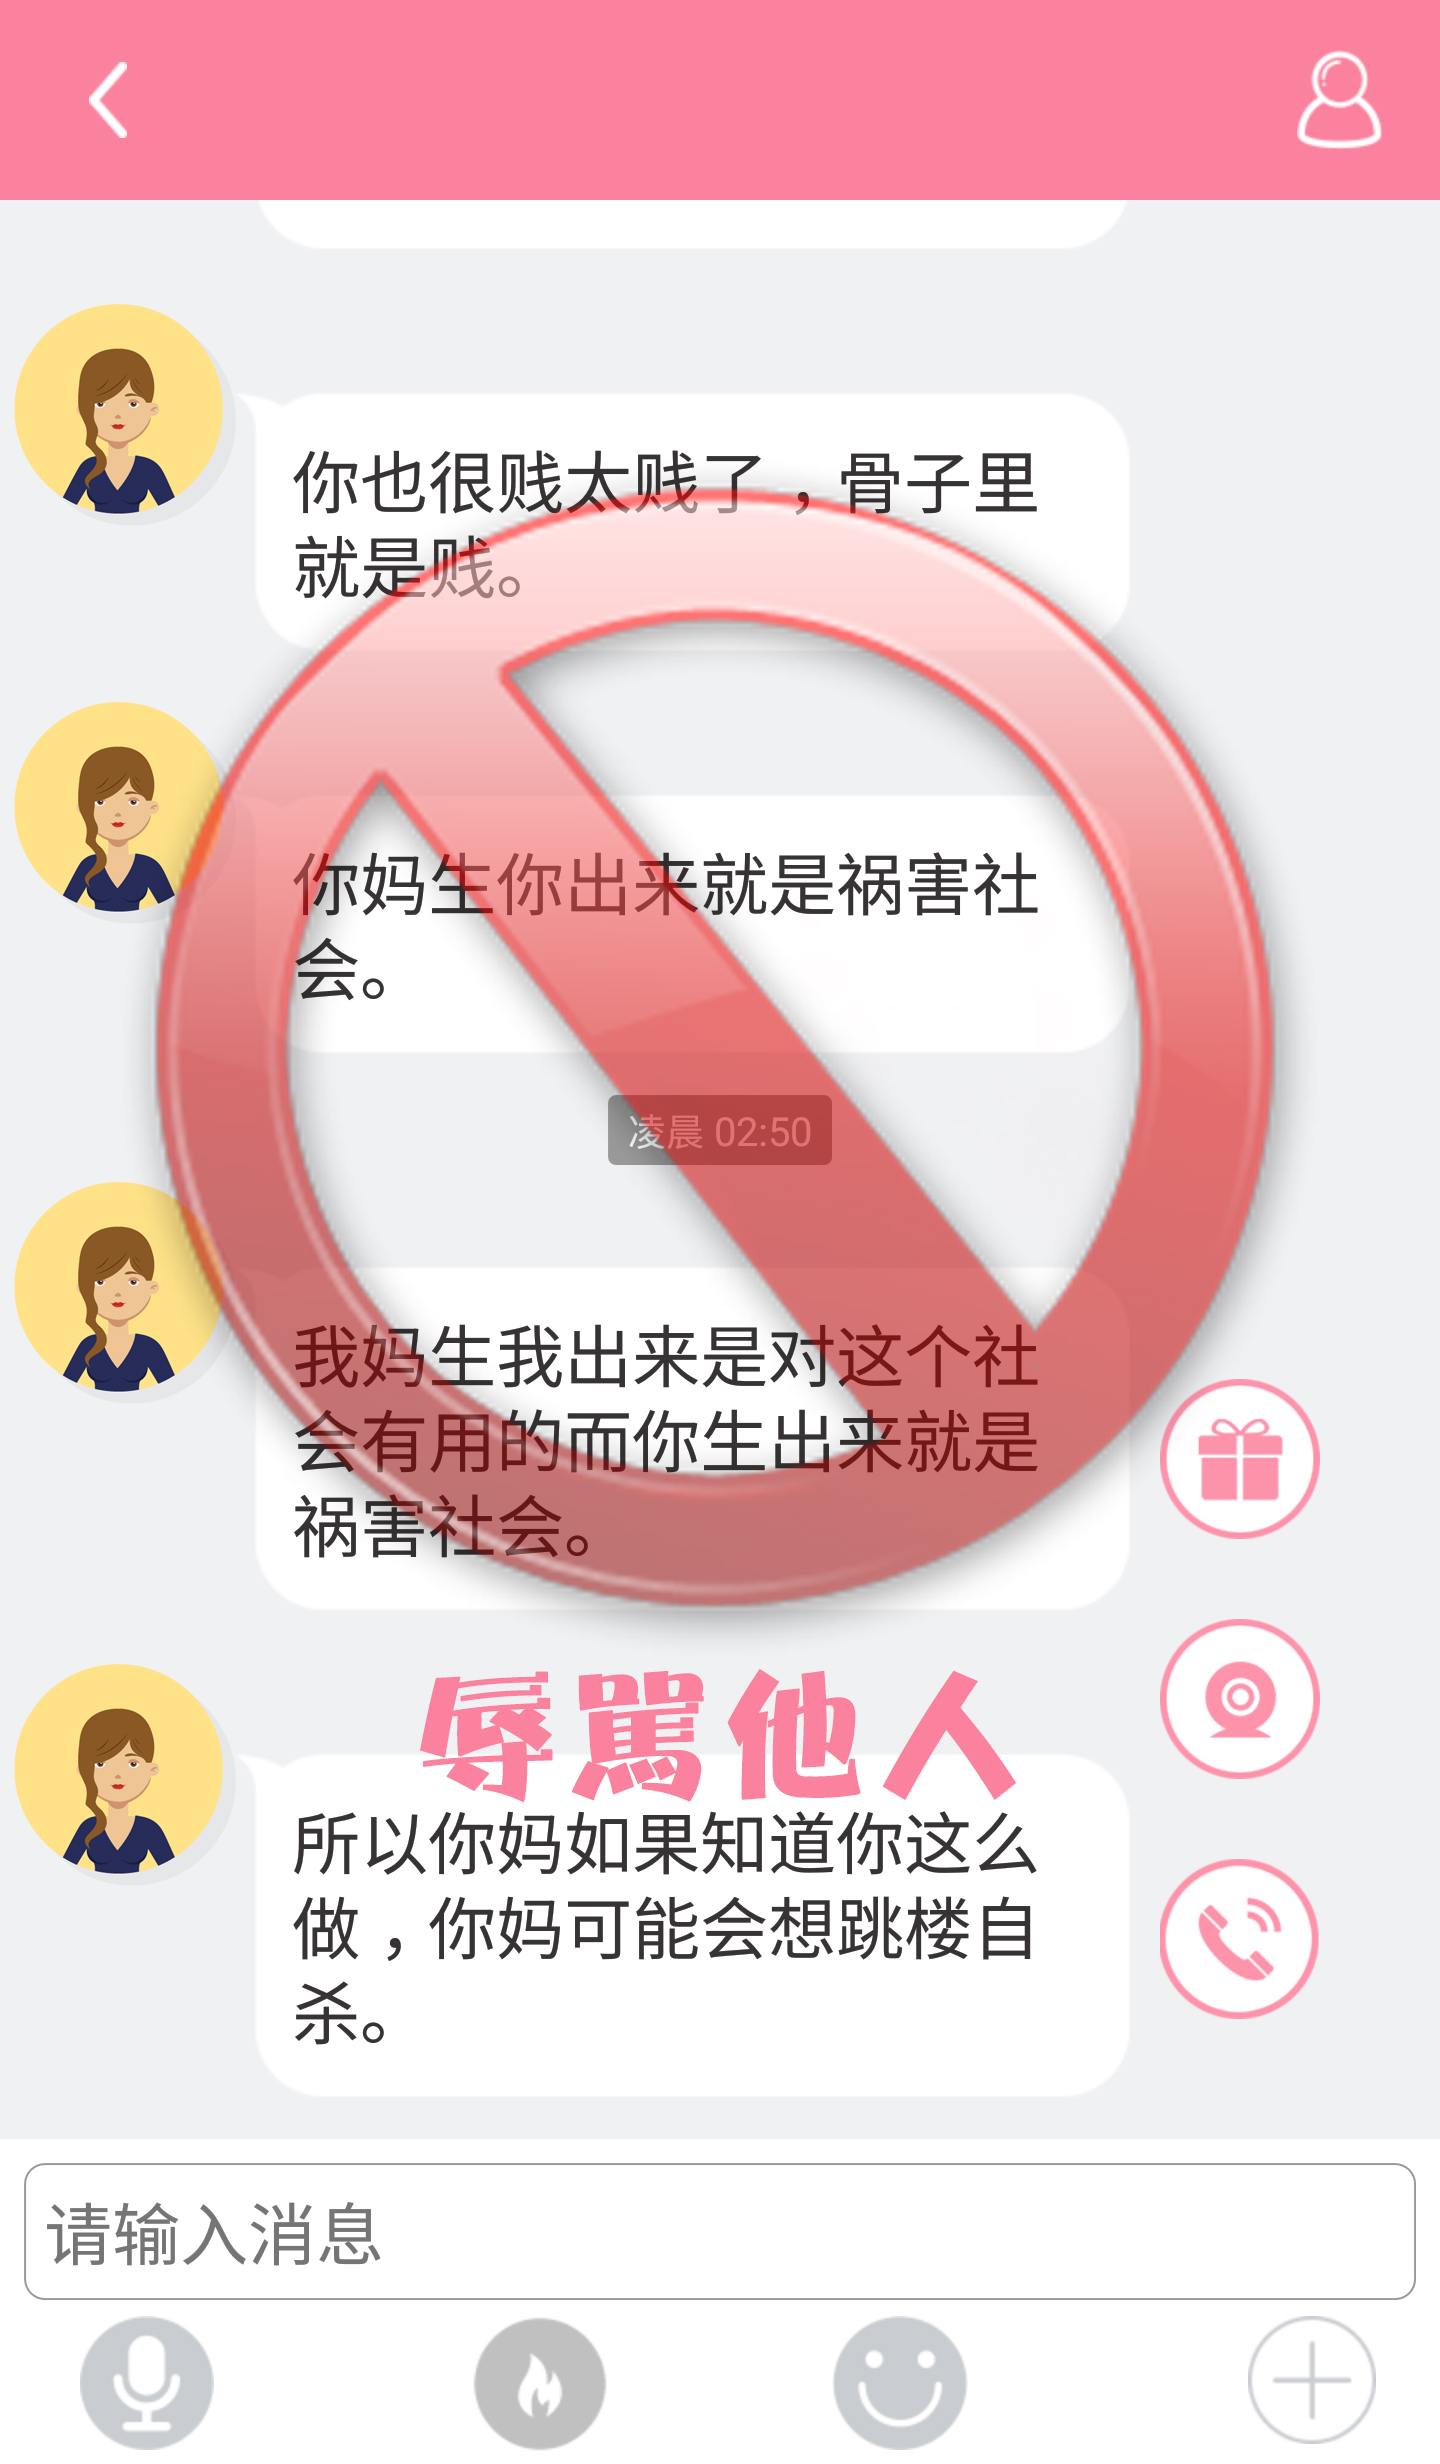 你也很贱太贱了，骨子里
就是贱。
你妈生你出来就是祸害社
会。
凌晨 02:50
我妈生我出来是对这个社
会有用的而你生出来就是
祸害社会。
辱駡他人
所以你妈如果知道你这么
做，你妈可能会想跳楼自
杀。
请输入消息